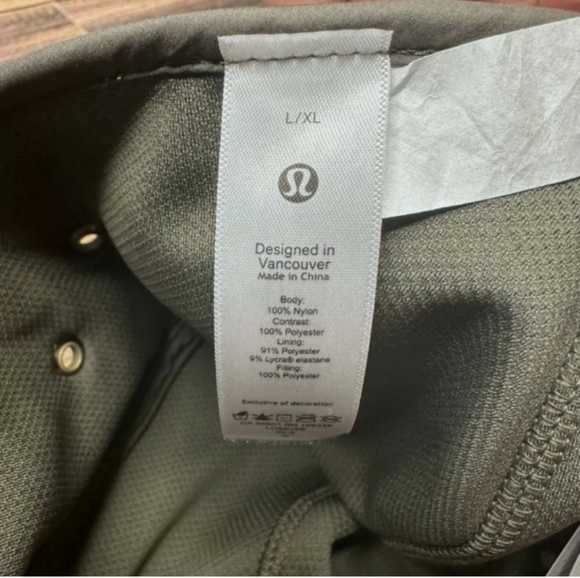 L/XL
Designed in
Vancouver
Made in China
Body:
100% Nylon
Contrast:
100% Polyester
Lining:
91% Polyester
9% Lycra® elastane
Filling:
100% Polyester
Exclusive of decoration